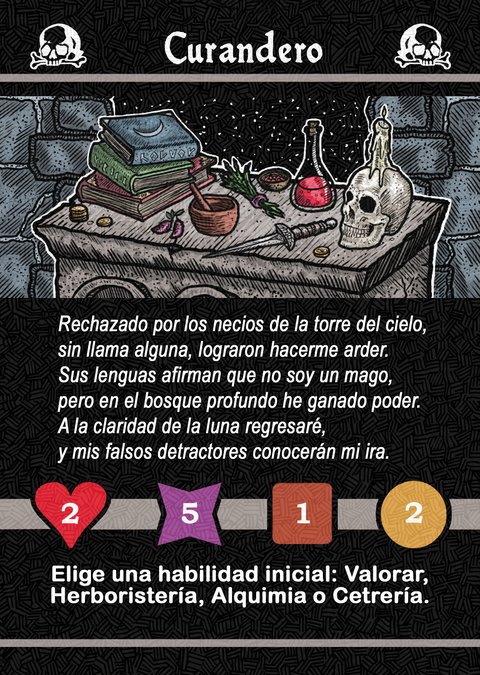 Curandero
Rechazado por los necios de la torre del cielo,
sin llama alguna, lograron hacerme arder.
Sus lenguas afirman que no soy un mago,
pero en el bosque profundo he ganado poder.
A la claridad de la luna regresaré,
y mis falsos detractores conocerán mi ira.
2 5 1 2
Elige una habilidad inicial: Valorar,
Herboristería, Alquimia o Cetrería.